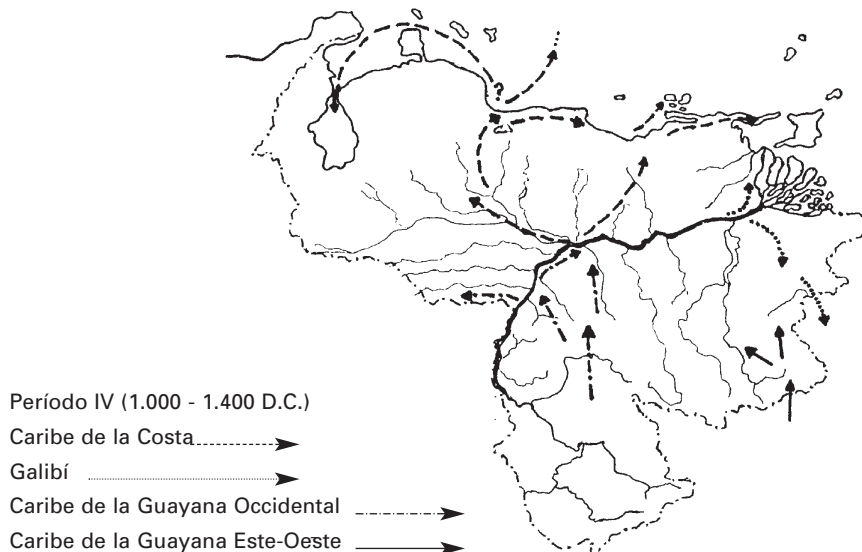 ?
Período IV (1.000 - 1.400 D.C.)
Caribe de la Costa
Galibí
Caribe de la Guayana Occidental
Caribe de la Guayana Este-Oeste